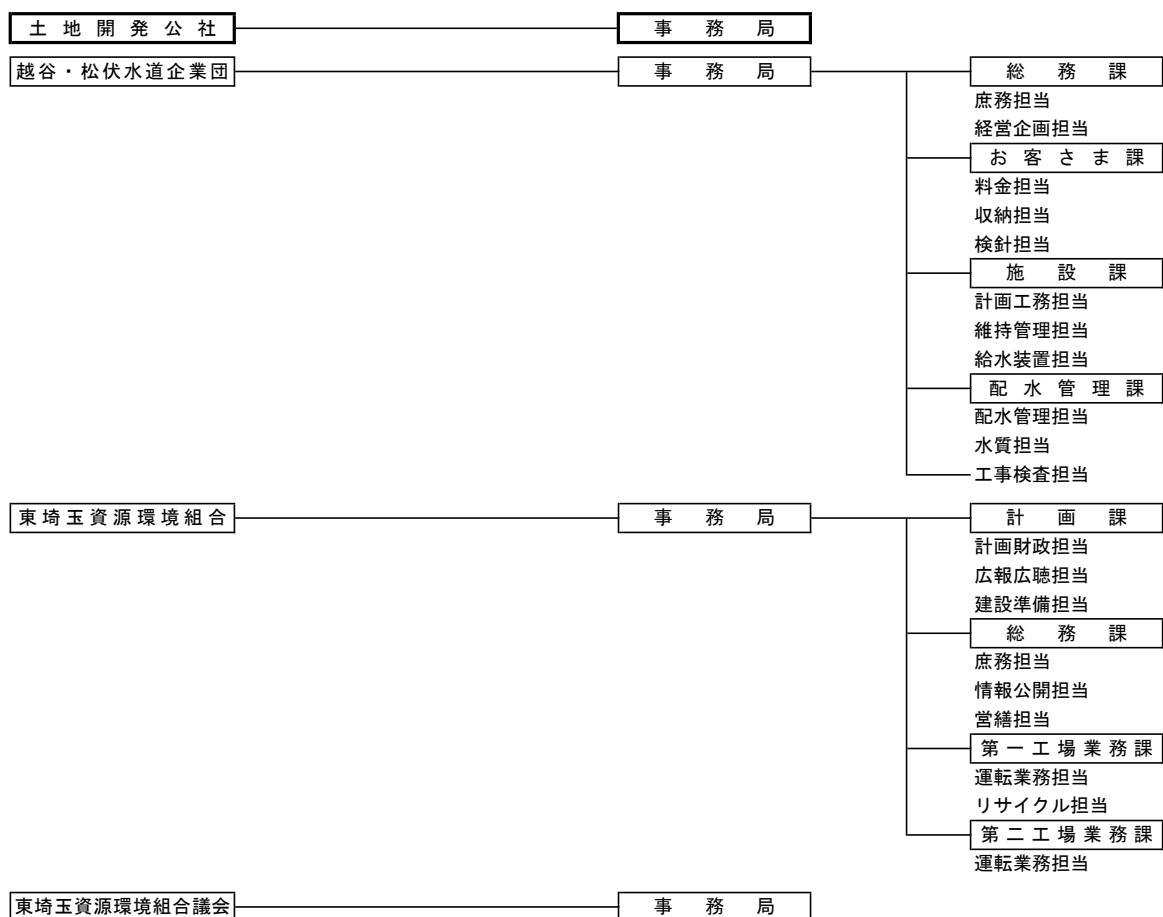 土地開発公社 事務局
越谷・松伏水道企業団 事務局 総務課
庶務担当
経営企画担当
お客さま課
料金担当
収納担当
検針担当
施設課
計画工務担当
維持管理担当
給水装置担当
配水管理課
配水管理担当
水質担当
工事検査担当
東埼玉資源環境組合 事務局 計画課
計画財政担当
広報広聴担当
建設準備担当
総務課
庶務担当
情報公開担当
営繕担当
第一工場業務課
運転業務担当
リサイクル担当
第二工場業務課
運転業務担当
東埼玉資源環境組合議会 事務局